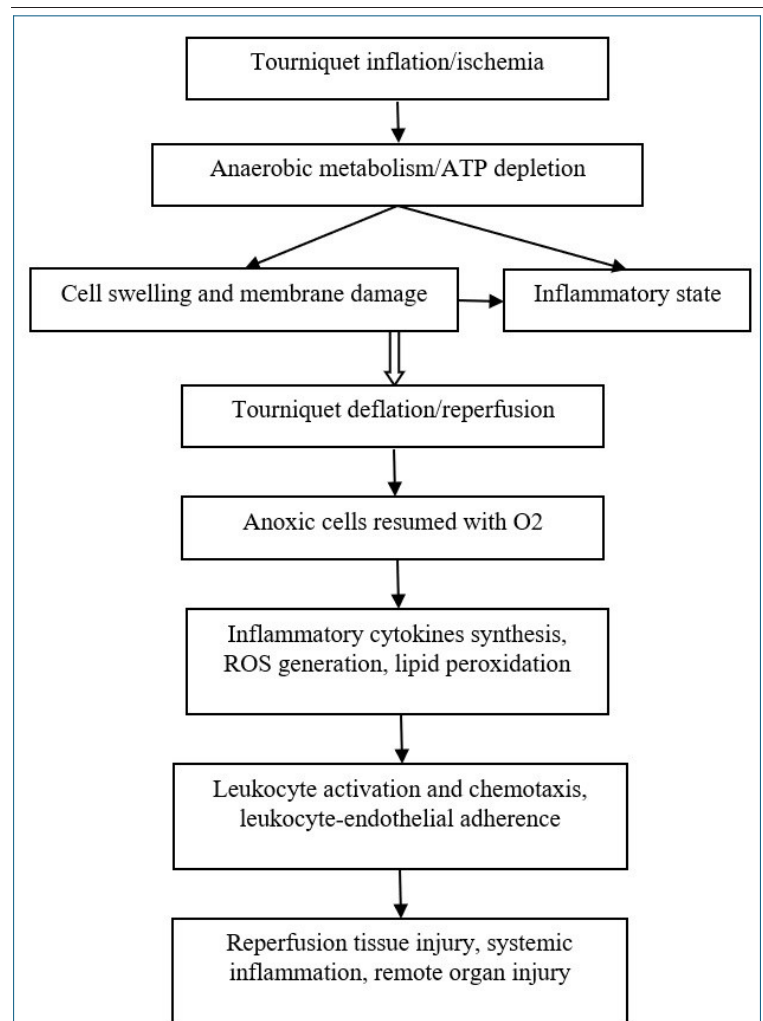 Tourniquet inflation/ischemia
Anaerobic metabolism/ATP depletion
Cell swelling and membrane damage
Inflammatory state
Tourniquet deflation/reperfusion
Anoxic cells resumed with O2
Inflammatory cytokines synthesis,
ROS generation, lipid peroxidation
Leukocyte activation and chemotaxis,
leukocyte-endothelial adherence
Reperfusion tissue injury, systemic
inflammation, remote organ injury